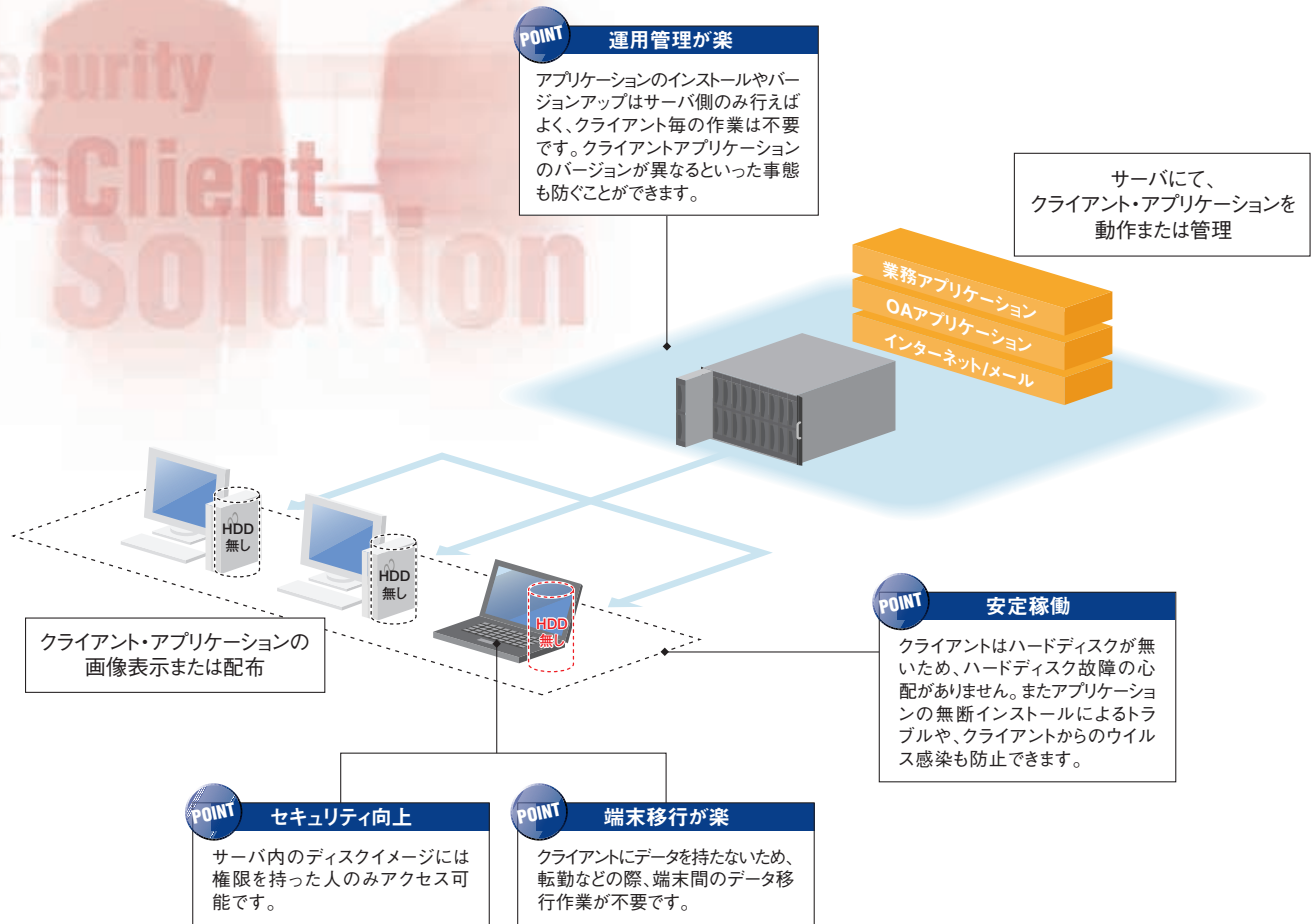 ecurity
inClient
Solution
POINT
運用管理が楽
アプリケーションのインストールやバー
ジョンアップはサーバ側のみ行えば
よく、クライアント毎の作業は不要
です。クライアントアプリケーション
のバージョンが異なるといった事態
も防ぐことができます。
サーバにて、
クライアント・アプリケーションを
動作または管理
業務アプリケーション
OAアプリケーション
インターネット/メール
HDD
無し
HDD
無し
HDD
無し
クライアント・アプリケーションの
画像表示または配布
POINT
安定稼働
クライアントはハードディスクが無
いため、ハードディスク故障の心
配がありません。またアプリケーショ
ンの無断インストールによるトラ
ブルや、クライアントからのウイル
ス感染も防止できます。
POINT
セキュリティ向上
サーバ内のディスクイメージには
権限を持った人のみアクセス可
能です。
POINT
端末移行が楽
クライアントにデータを持たないため、
転勤などの際、端末間のデータ移
行作業が不要です。